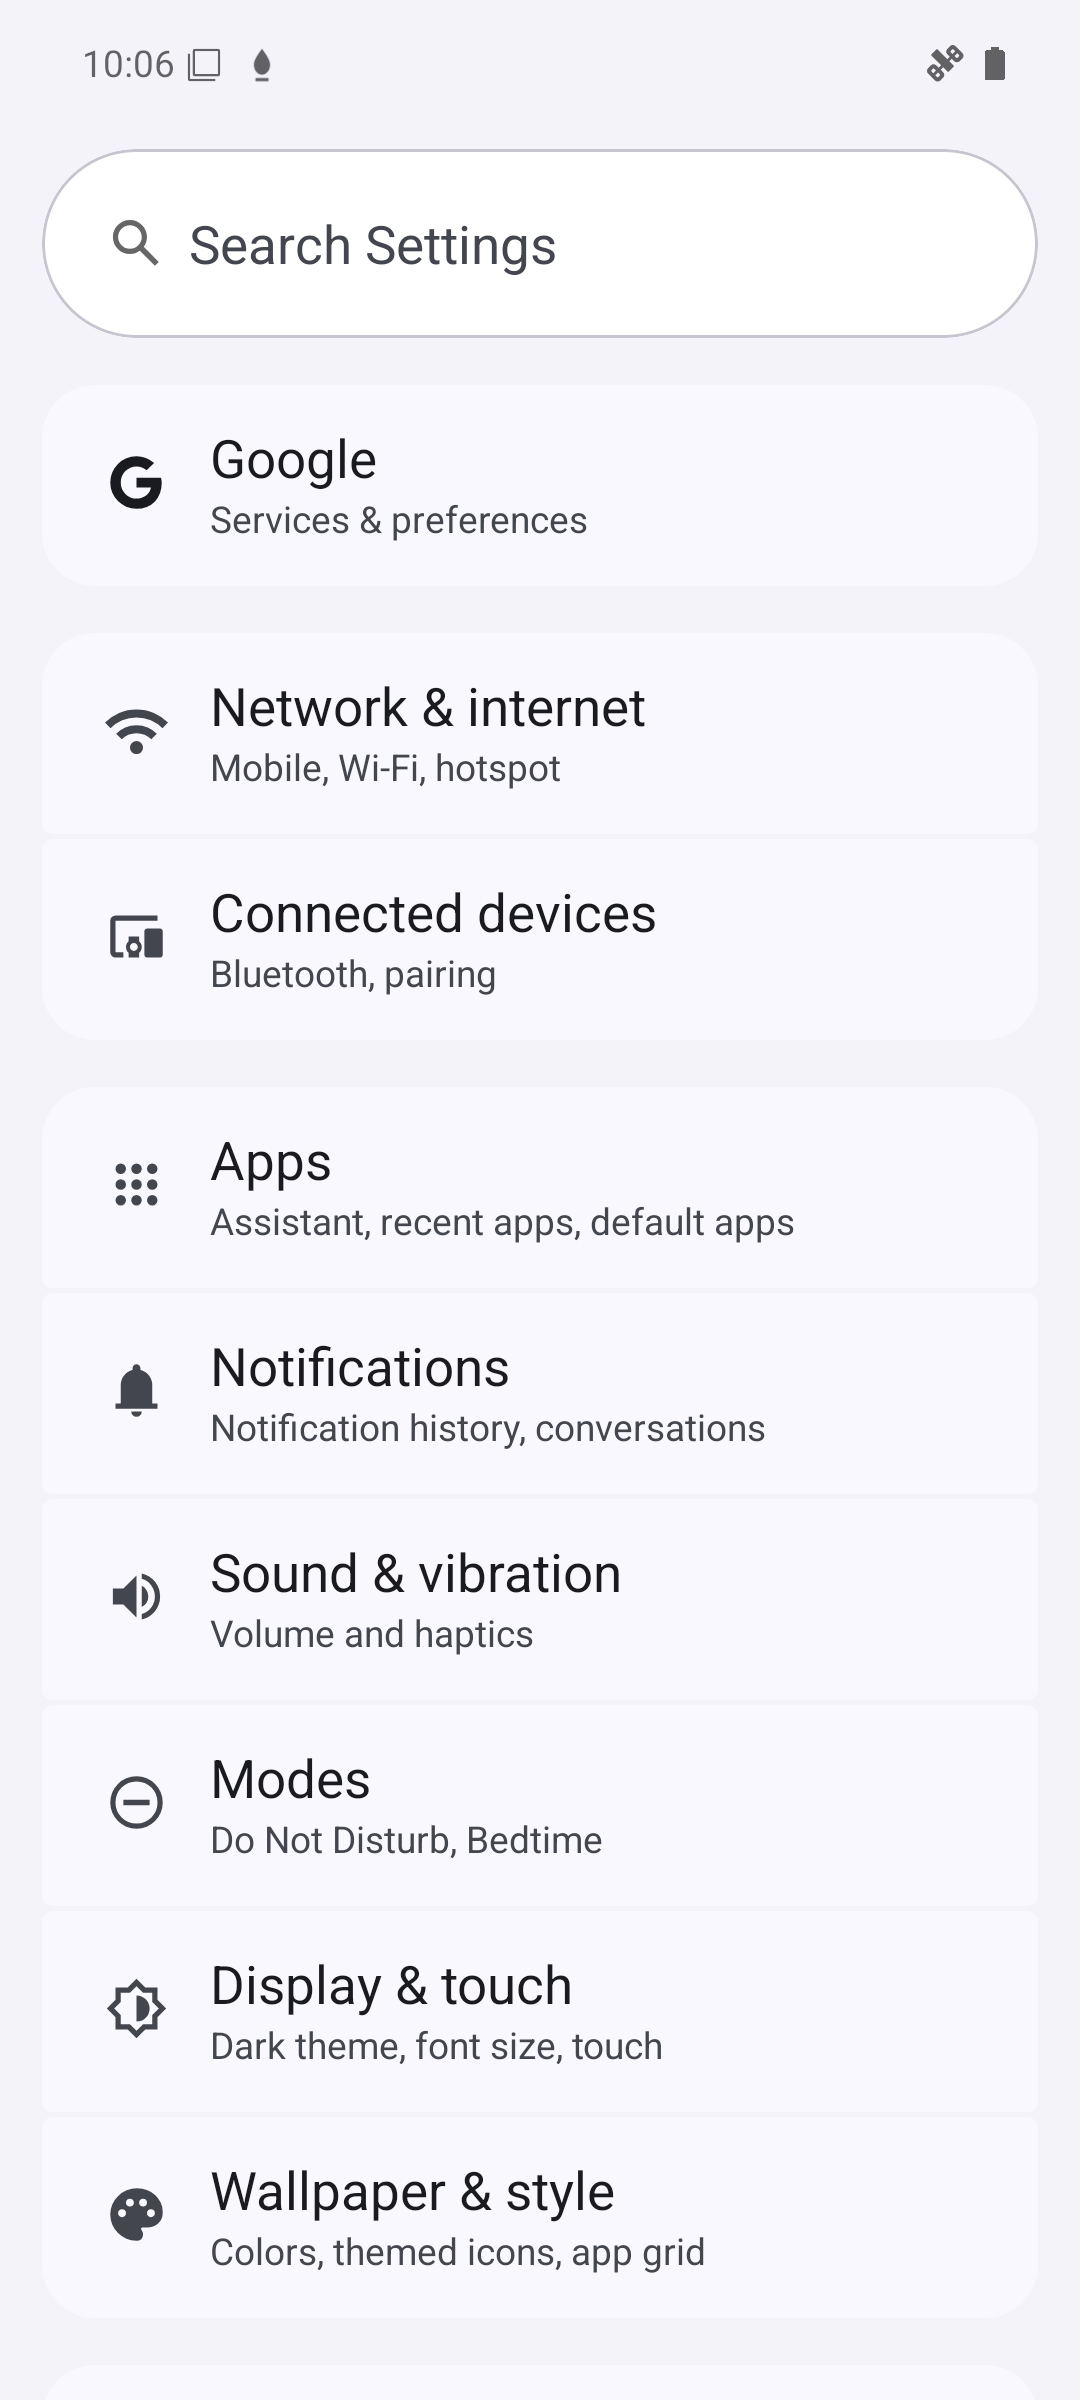 10:06
Search Settings
Google
Services & preferences
Network & internet
Mobile, Wi-Fi, hotspot
Connected devices
Bluetooth, pairing
Apps
Assistant, recent apps, default apps
Notifications
Notification history, conversations
Sound & vibration
Volume and haptics
Modes
Do Not Disturb, Bedtime
Display & touch
Dark theme, font size, touch
Wallpaper & style
Colors, themed icons, app grid